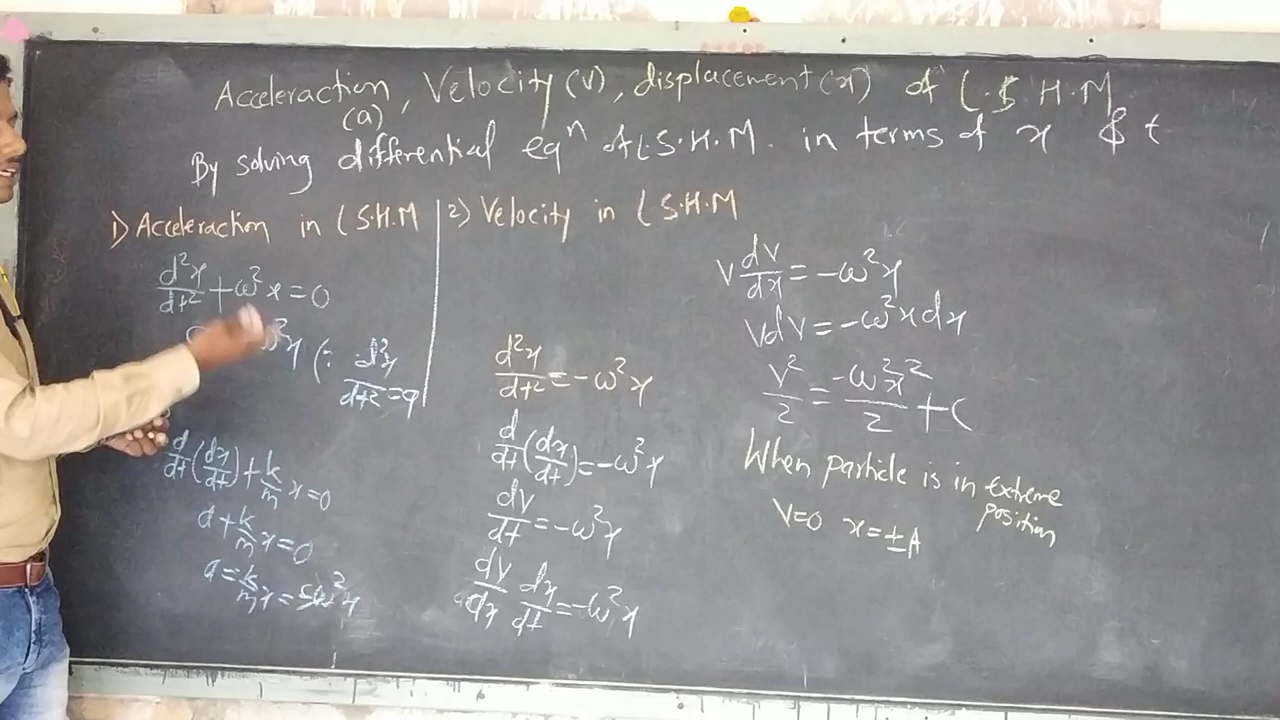 Acceleraction, Velocity (v), displacement (x) of L.S H.M
(a)
By solving differential eqⁿ of L.S.H.M. in terms of x & t
1) Acceleraction in L S.H.M
d²x/dt² + ω²x = 0
ω²x (∵ d²x/dt² = a
d/dt (dx/dt) + k/m x = 0
a + k/m x = 0
a = k/m x =
2) Velocity in L S.H.M
d²x/dt² = -ω²x
d/dt (dx/dt) = -ω²x
dv/dt = -ω²x
dv/dx dx/dt = -ω²x
v dv/dx = -ω²x
vdv = -ω²x dx
v²/2 = -ω²x²/2 + C
When particle is in extreme
position
V=0 x=±A